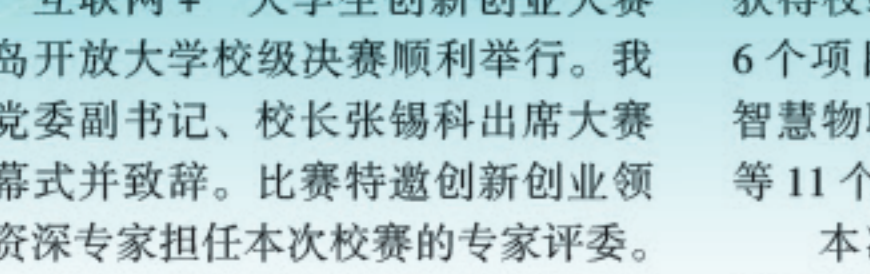 互联网+ 大学生创新创业大赛
岛开放大学校级决赛顺利举行。我
党委副书记、校长张锡科出席大赛
幕式并致辞。比赛特邀创新创业领
资深专家担任本次校赛的专家评委。
获得校
6个项
智慧物
等11个
本